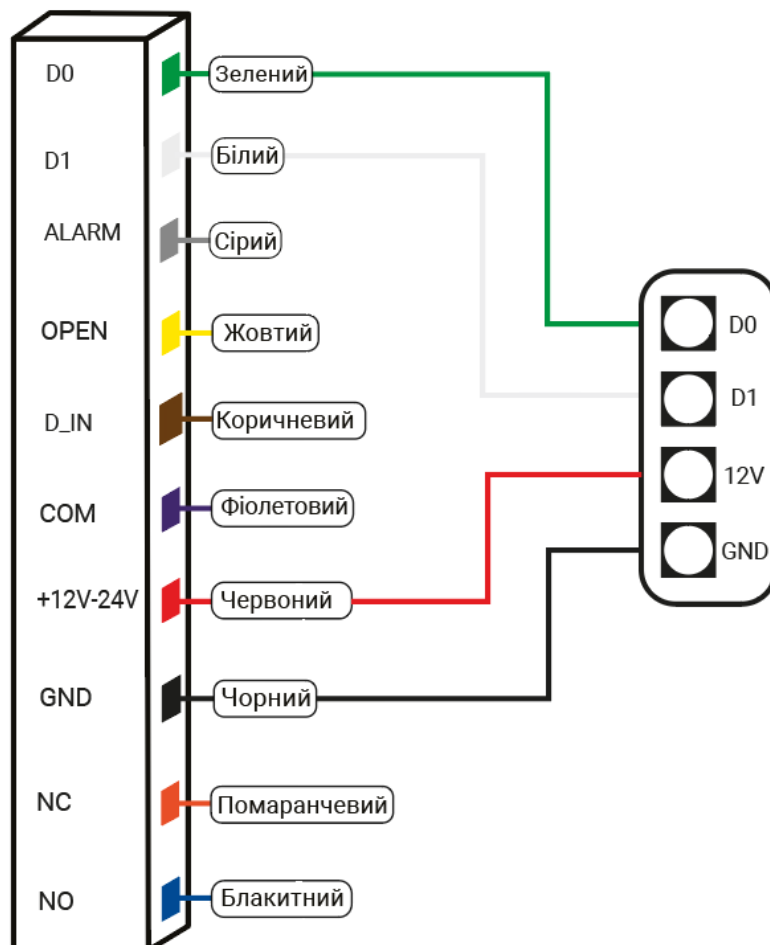 D0
Зелений
D1
Білий
ALARM
Сірий
OPEN
Жовтий
D_IN
Коричневий
COM
Фіолетовий
+12V-24V
Червоний
GND
Чорний
NC
Помаранчевий
NO
Блакитний
D0
D1
12V
GND